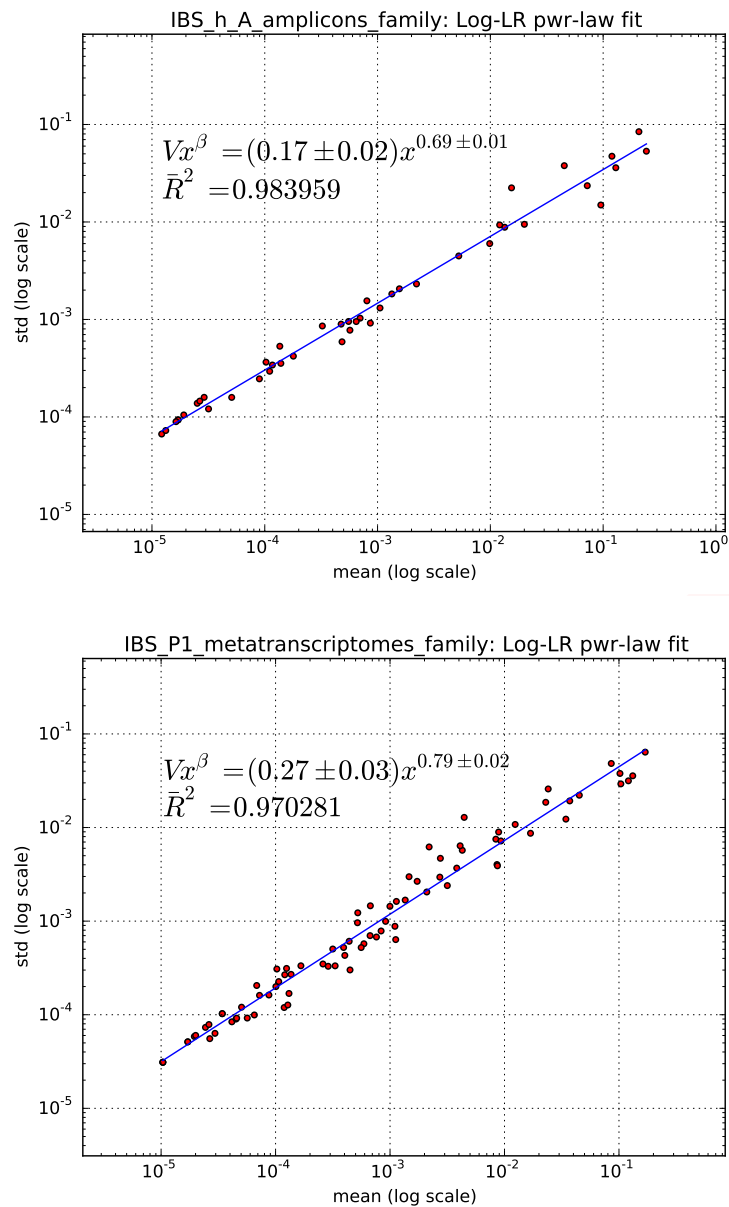 IBS_h_A_amplicons_family: Log-LR pwr-law fit
10⁻¹
10⁻²
10⁻³
10⁻⁴
10⁻⁵
std (log scale)
Vx^β =(0.17±0.02)x^0.69±0.01
R̄² =0.983959
10⁻⁵ 10⁻⁴ 10⁻³ 10⁻² 10⁻¹ 10⁰
mean (log scale)
IBS_P1_metatranscriptomes_family: Log-LR pwr-law fit
10⁻¹
10⁻²
10⁻³
10⁻⁴
10⁻⁵
std (log scale)
Vx^β =(0.27±0.03)x^0.79±0.02
R̄² =0.970281
10⁻⁵ 10⁻⁴ 10⁻³ 10⁻² 10⁻¹
mean (log scale)